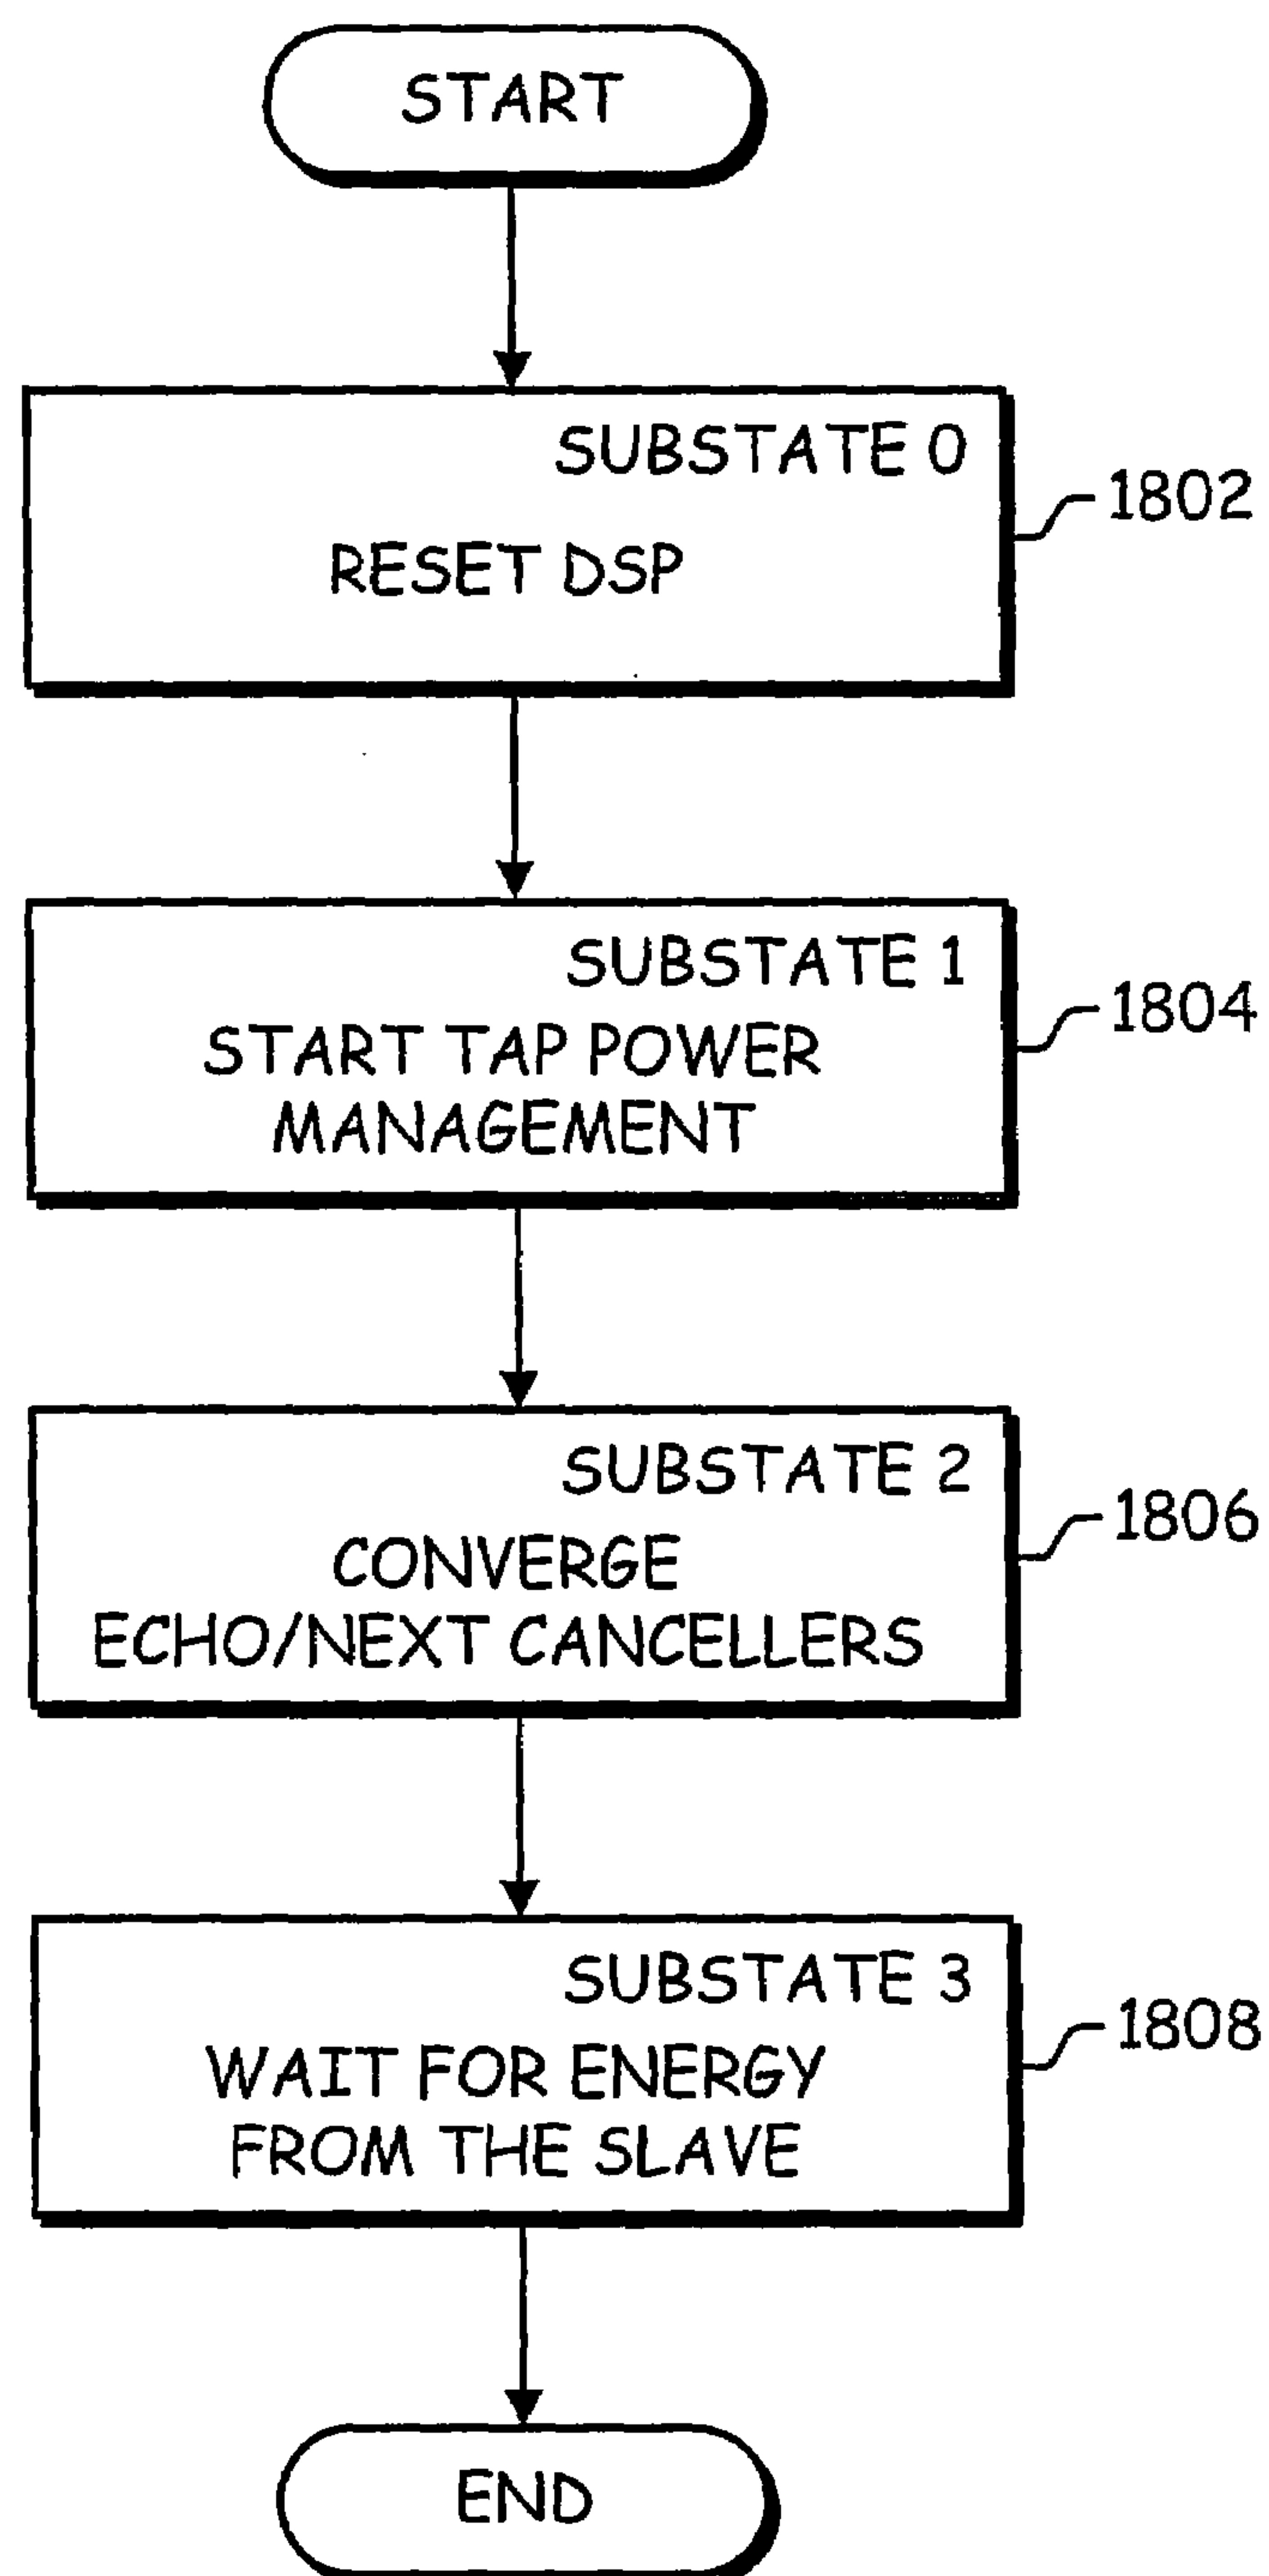 START
SUBSTATE 0
1802
RESET DSP
SUBSTATE 1
1804
START TAP POWER
MANAGEMENT
SUBSTATE 2
1806
CONVERGE
ECHO/NEXT CANCELLERS
SUBSTATE 3
1808
WAIT FOR ENERGY
FROM THE SLAVE
END